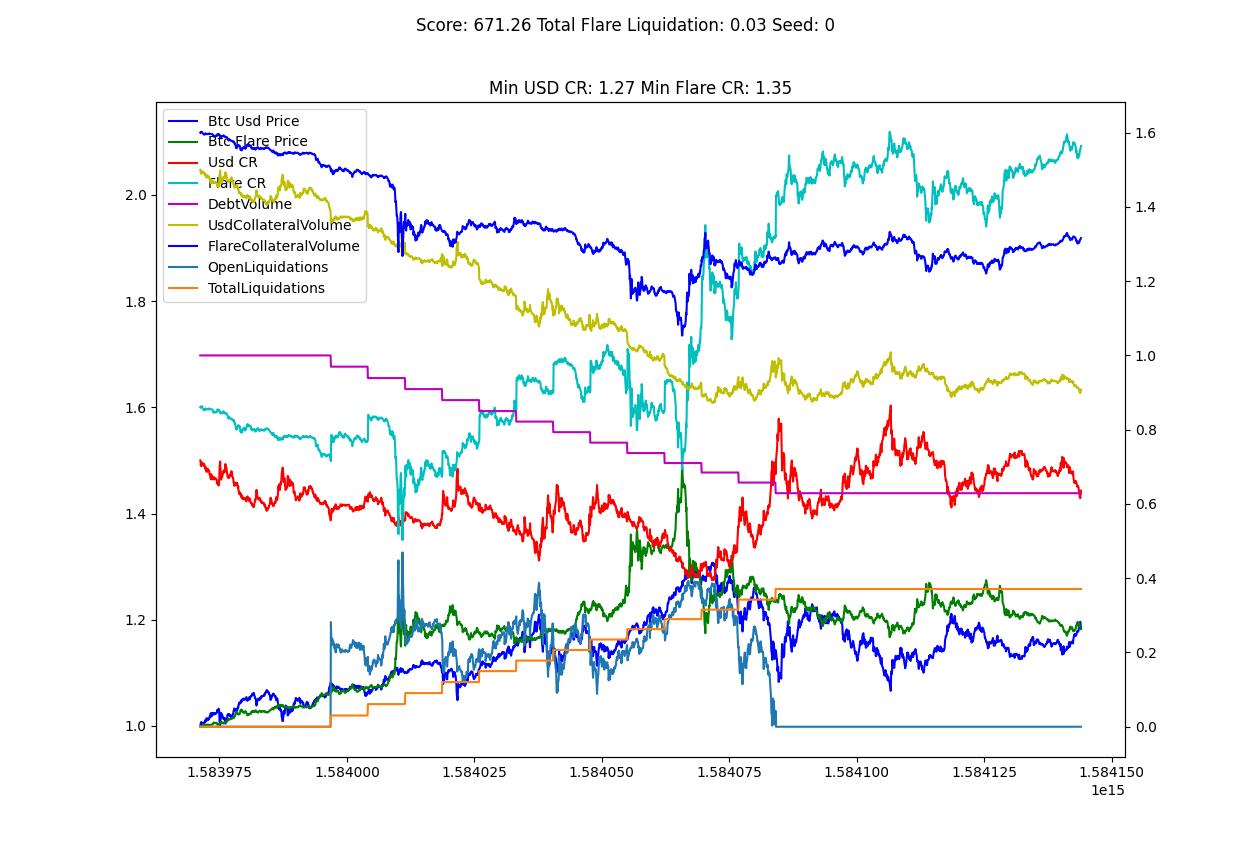 Score: 671.26 Total Flare Liquidation: 0.03 Seed: 0
Min USD CR: 1.27 Min Flare CR: 1.35
Btc Usd Price
Btc Flare Price
Usd CR
Flare CR
DebtVolume
UsdCollateralVolume
FlareCollateralVolume
OpenLiquidations
TotalLiquidations
2.0
1.8
1.6
1.4
1.2
1.0
1.6
1.4
1.2
1.0
0.8
0.6
0.4
0.2
0.0
1.583975 1.584000 1.584025 1.584050 1.584075 1.584100 1.584125 1.584150
1e15